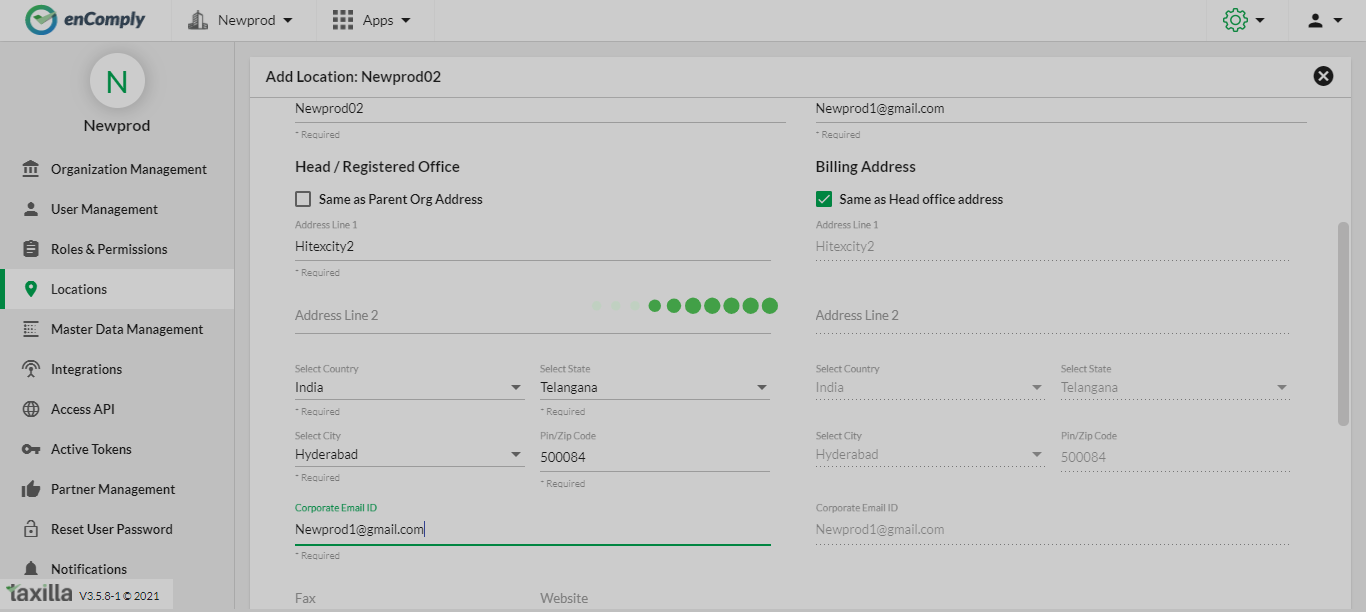 enComply Newprod Apps
N
Newprod
Organization Management
User Management
Roles & Permissions
Locations
Master Data Management
Integrations
Access API
Active Tokens
Partner Management
Reset User Password
Notifications
taxilla V3.5.8-1 © 2021
Add Location: Newprod02
Newprod02 Newprod1@gmail.com
* Required * Required
Head / Registered Office Billing Address
Same as Parent Org Address Same as Head office address
Address Line 1 Address Line 1
Hitexcity2 Hitexcity2
* Required
Address Line 2 Address Line 2
Select Country Select State Select Country Select State
India Telangana India Telangana
* Required * Required
Select City Pin/Zip Code Select City Pin/Zip Code
Hyderabad 500084 Hyderabad 500084
* Required * Required
Corporate Email ID Corporate Email ID
Newprod1@gmail.com Newprod1@gmail.com
* Required
Fax Website